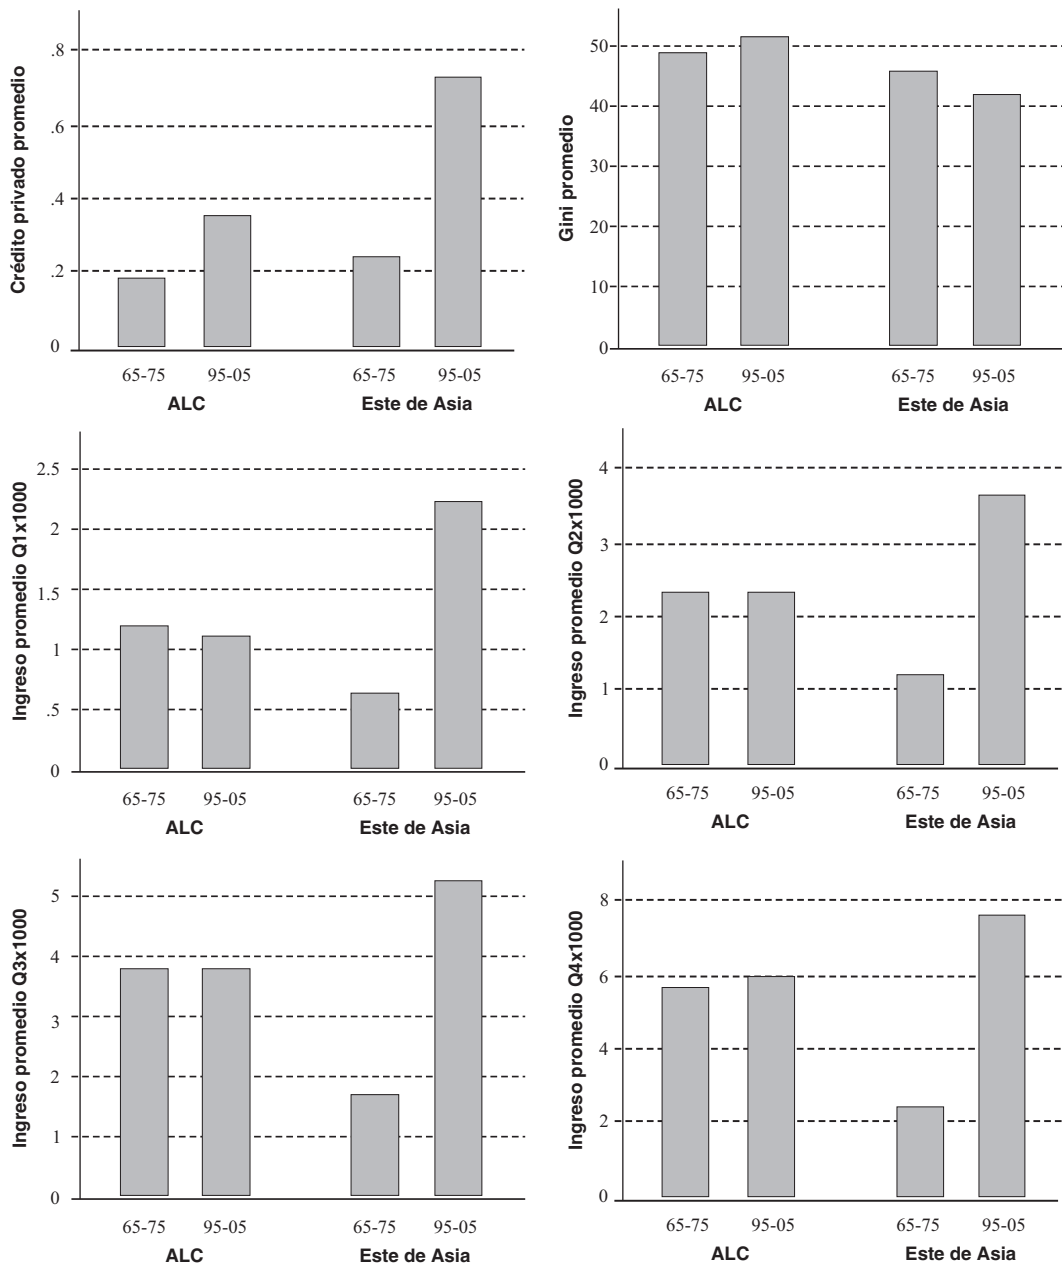 Crédito privado promedio
.8
.6
.4
.2
0
65-75 95-05 65-75 95-05
ALC Este de Asia
Gini promedio
50
40
30
20
10
0
65-75 95-05 65-75 95-05
ALC Este de Asia
Ingreso promedio Q1x1000
2.5
2
1.5
1
.5
0
65-75 95-05 65-75 95-05
ALC Este de Asia
Ingreso promedio Q2x1000
4
3
2
1
0
65-75 95-05 65-75 95-05
ALC Este de Asia
Ingreso promedio Q3x1000
5
4
3
2
1
0
65-75 95-05 65-75 95-05
ALC Este de Asia
Ingreso promedio Q4x1000
8
6
4
2
0
65-75 95-05 65-75 95-05
ALC Este de Asia